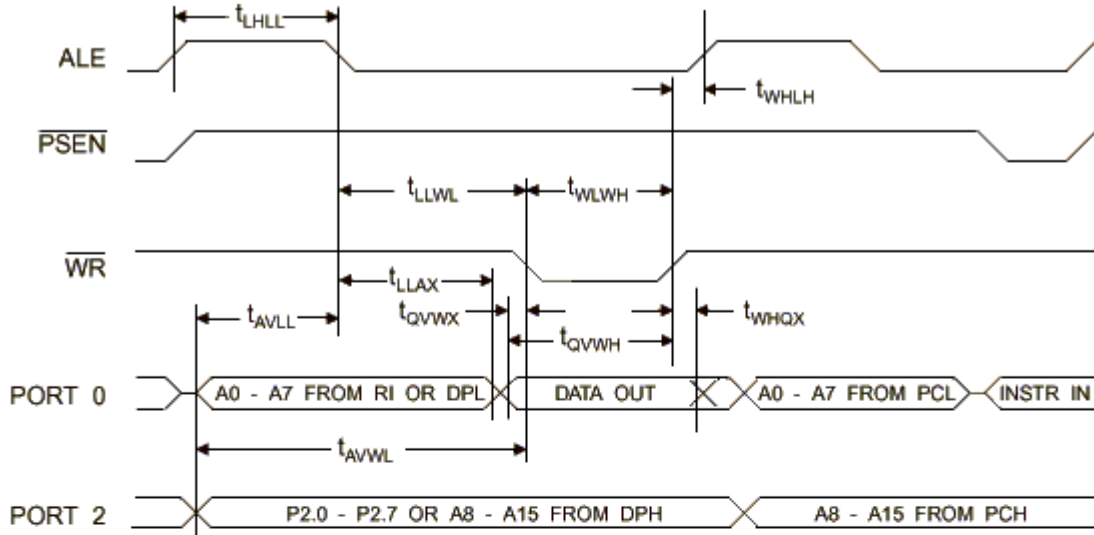 tLHLL
ALE
tWHLH
PSEN
tLLWL
tWLWH
WR
tLLAX
tAVLL
tQVWX
tWHQX
tQVWH
PORT 0
A0 - A7 FROM RI OR DPL
DATA OUT
A0 - A7 FROM PCL
INSTR IN
tAVWL
PORT 2
P2.0 - P2.7 OR A8 - A15 FROM DPH
A8 - A15 FROM PCH